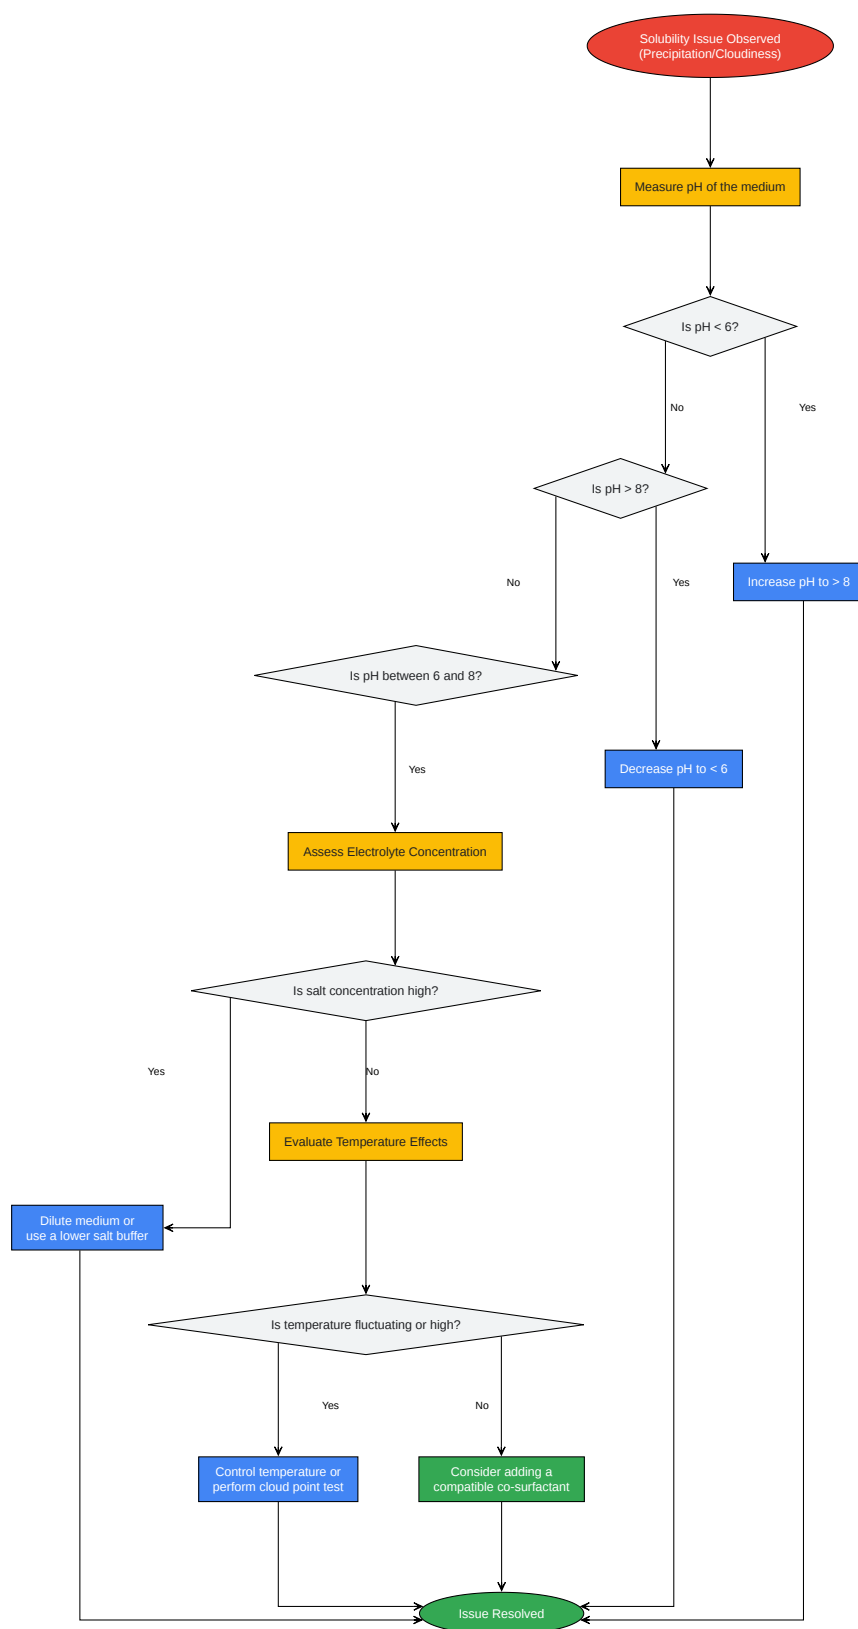 Solubility Issue Observed
(Precipitation/Cloudiness)
Measure pH of the medium
Is pH < 6?
No
Yes
Is pH > 8?
No
Yes
Increase pH to > 8
Is pH between 6 and 8?
Yes
Decrease pH to < 6
Assess Electrolyte Concentration
Is salt concentration high?
Yes
No
Evaluate Temperature Effects
Dilute medium or
use a lower salt buffer
Is temperature fluctuating or high?
Yes
No
Control temperature or
perform cloud point test
Consider adding a
compatible co-surfactant
Issue Resolved